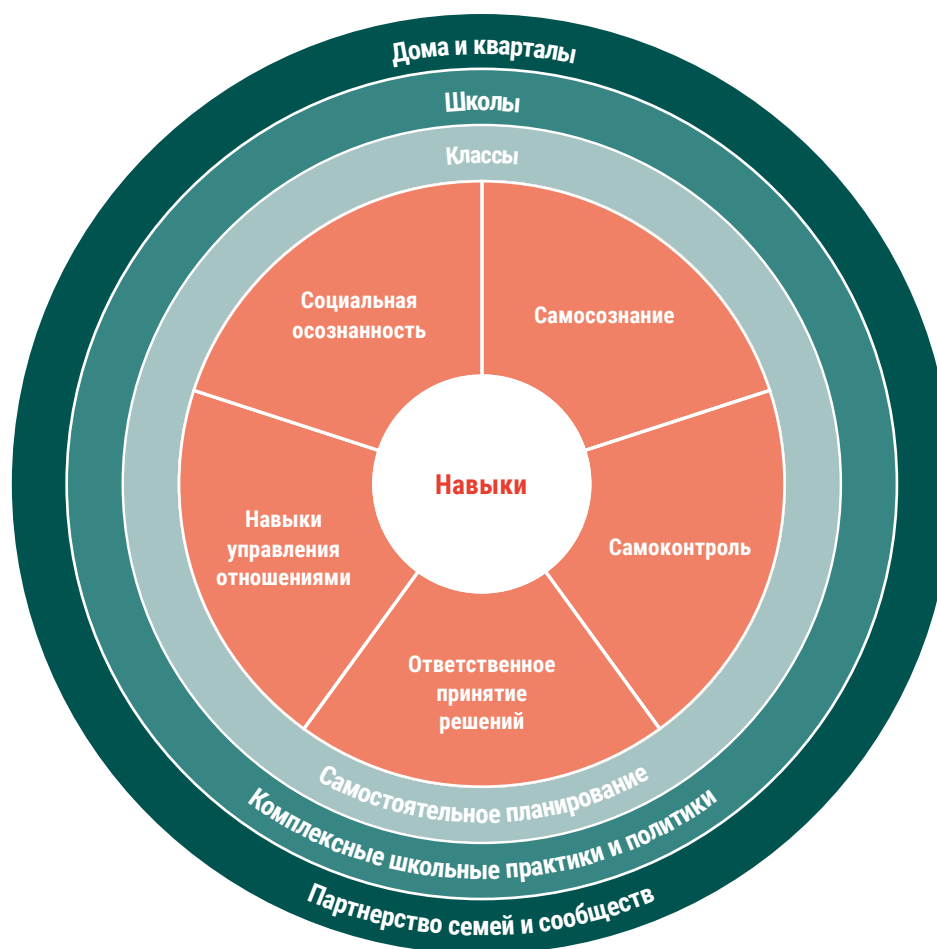 Дома и кварталы
Школы
Классы
Социальная
осознанность
Самосознание
Навыки
Навыки
управления
отношениями
Самоконтроль
Ответственное
принятие
решений
Самостоятельное планирование
Комплексные школьные практики и политики
Партнерство семей и сообществ